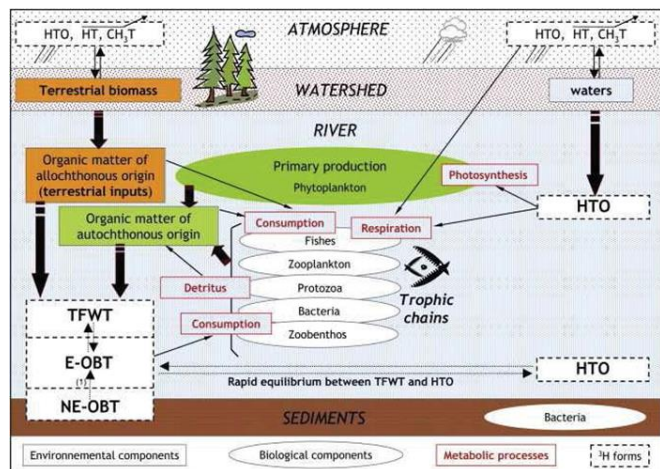 ATMOSPHERE
HTO, HT, CH3T
HTO, HT, CH3T
Terrestrial biomass
WATERSHED
waters
RIVER
Organic matter of
allochthonous origin
(terrestrial inputs)
Primary production
Phytoplankton
Photosynthesis
HTO
Organic matter of
autochthonous origin
Consumption
Respiration
Fishes
Zooplankton
Detritus
Protozoa
Trophic
chains
Bacteria
Consumption
Zoobenthos
TFWT
E-OBT
(1)
NE-OBT
HTO
Rapid equilibrium between TFWT and HTO
SEDIMENTS
Bacteria
Environnemental components
Biological components
Metabolic processes
3H forms